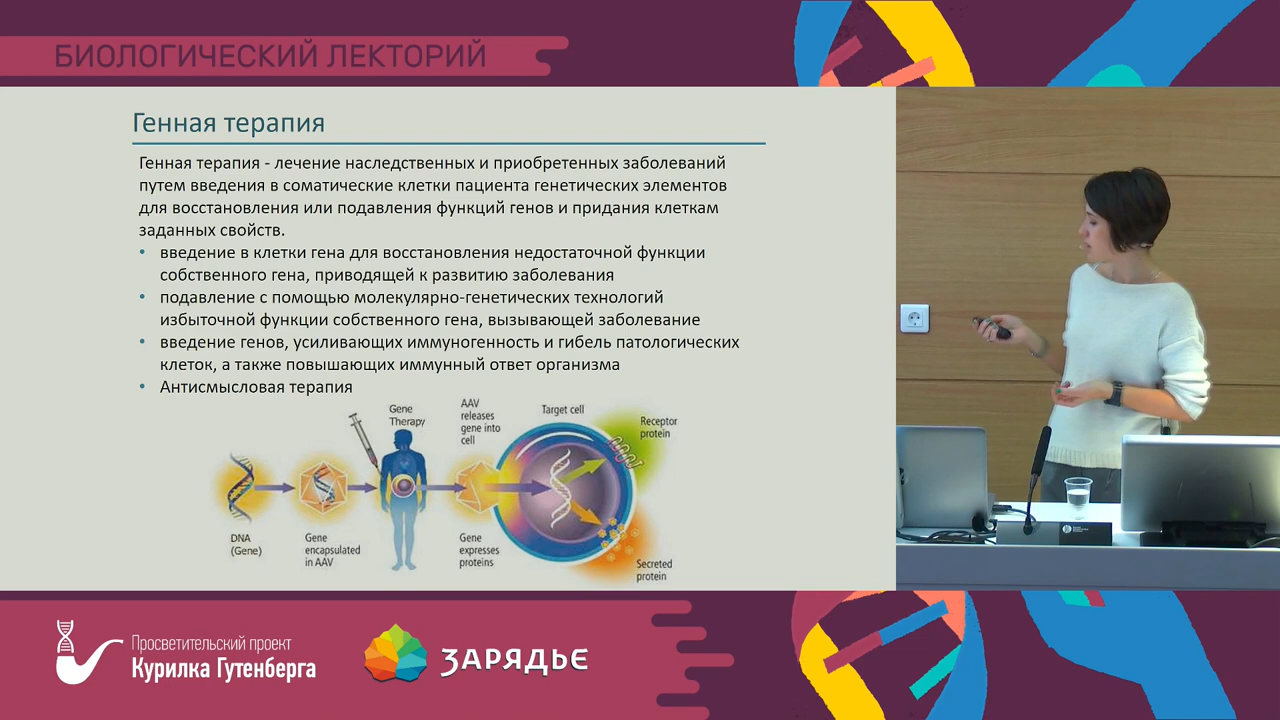 БИОЛОГИЧЕСКИЙ ЛЕКТОРИЙ
Генная терапия
Генная терапия - лечение наследственных и приобретенных заболеваний
путем введения в соматические клетки пациента генетических элементов
для восстановления или подавления функций генов и придания клеткам
заданных свойств.
• введение в клетки гена для восстановления недостаточной функции
собственного гена, приводящей к развитию заболевания
• подавление с помощью молекулярно-генетических технологий
избыточной функции собственного гена, вызывающей заболевание
• введение генов, усиливающих иммуногенность и гибель патологических
клеток, а также повышающих иммунный ответ организма
• Антисмысловая терапия
Gene
Therapy
AAV
releases
gene into
cell
Target cell
Receptor
protein
DNA
(Gene)
Gene
encapsulated
in AAV
Gene
expresses
proteins
Secreted
protein
Просветительский проект
Курилка Гутенберга
ЗАРЯДЬЕ